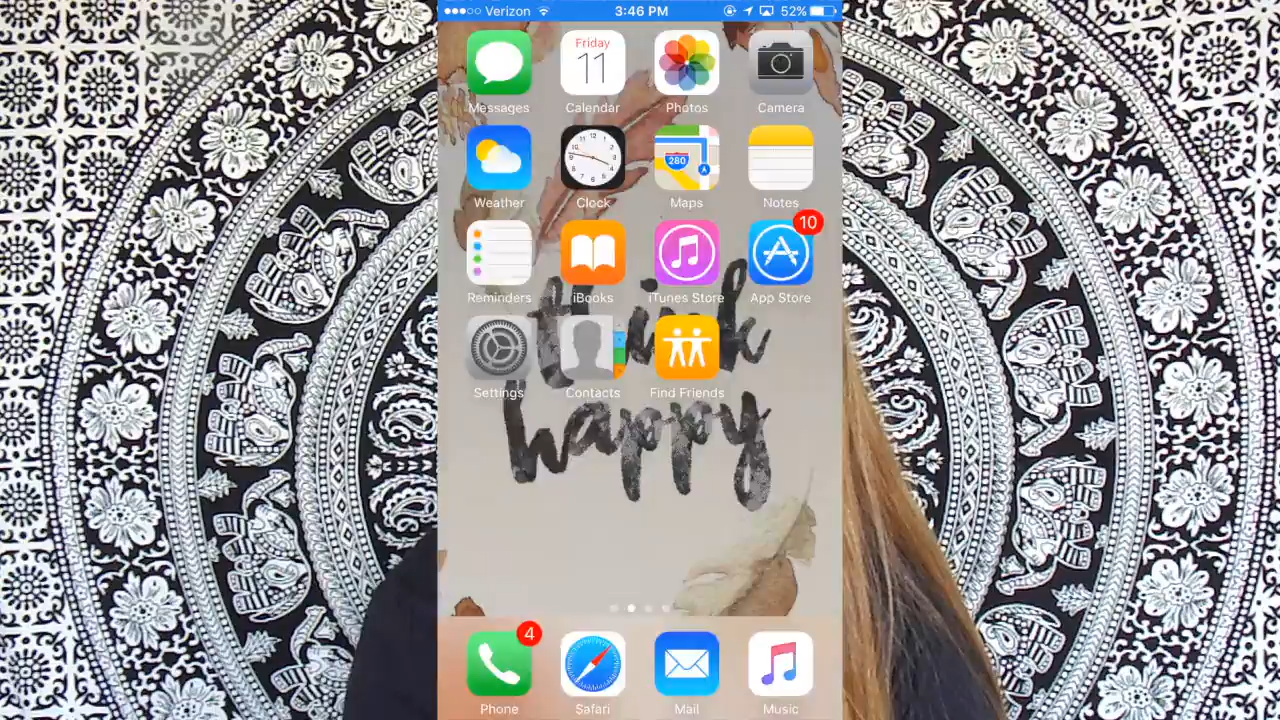 Verizon 3:46 PM 52%
Friday
11
Messages Calendar Photos Camera
280
Weather Clock Maps Notes
10
Reminders iBooks iTunes Store App Store
think
Settings Contacts Find Friends
happy
4
Phone Safari Mail Music